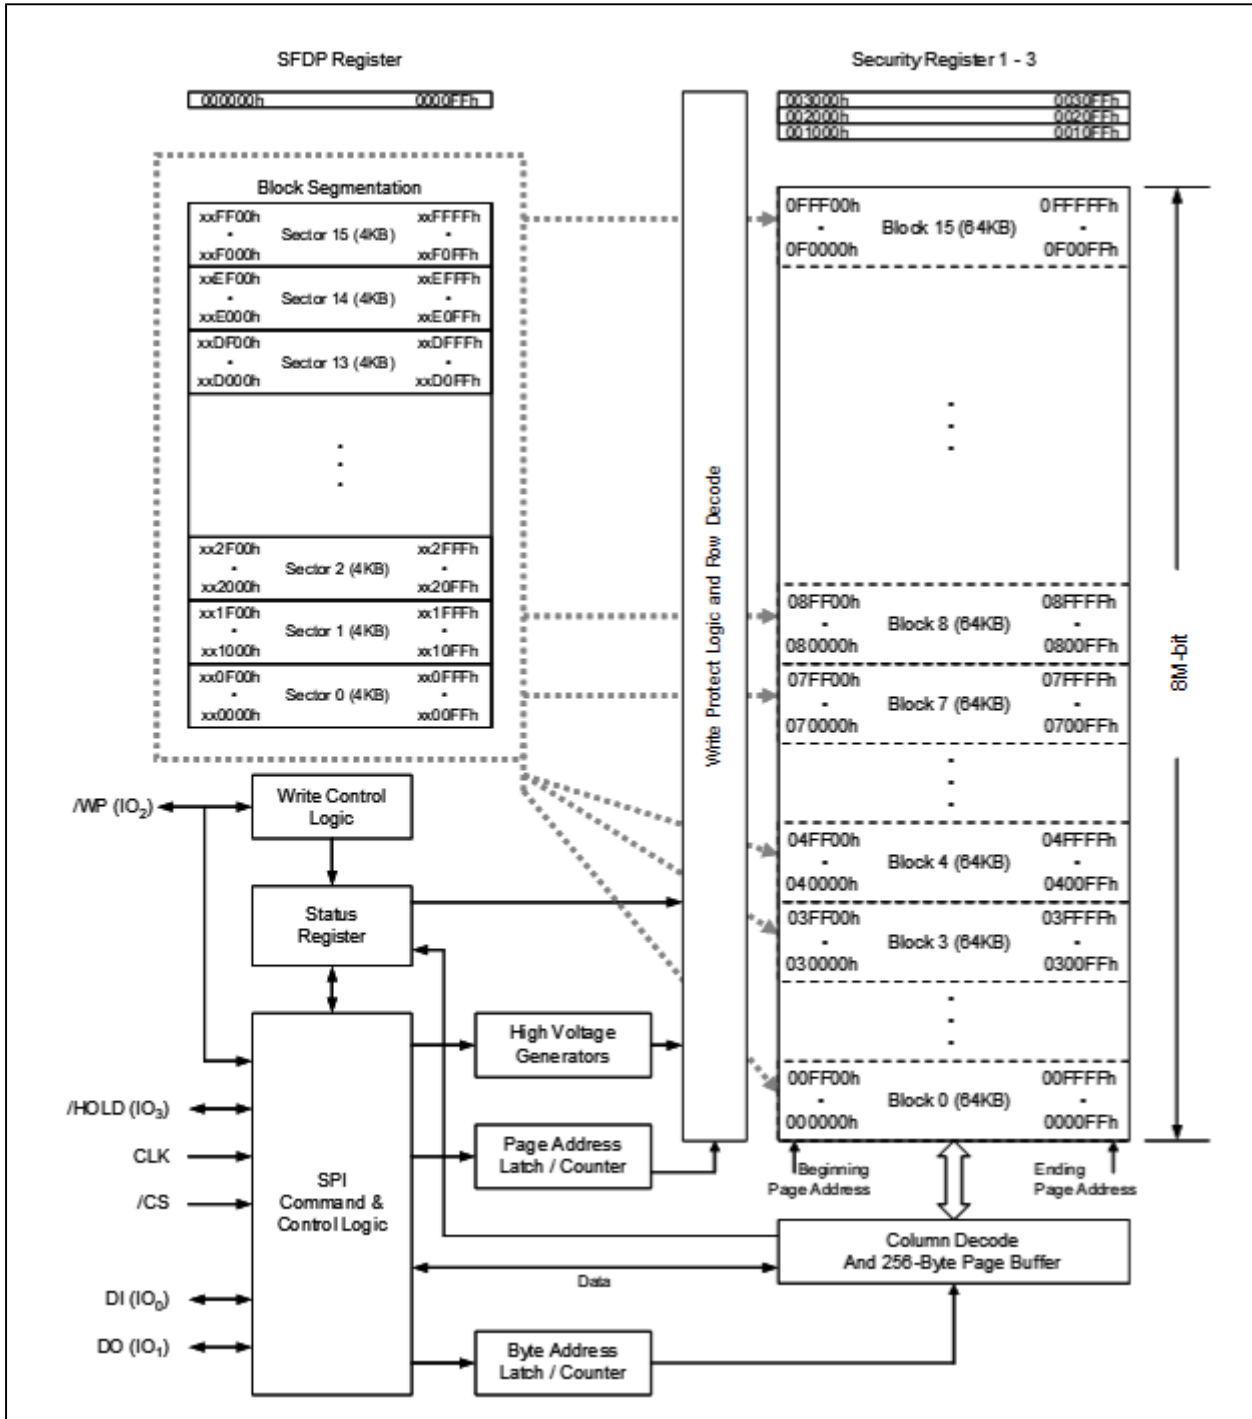 SFDP Register
000000h 0000FFh
Security Register 1 - 3
003000h 0030FFh
002000h 0020FFh
001000h 0010FFh
Block Segmentation
xxFF00h xxFFFFh
- Sector 15 (4KB) -
xxF000h xxF0FFh
xxEF00h xxEFFFh
- Sector 14 (4KB) -
xxE000h xxE0FFh
xxDF00h xxDFFFh
- Sector 13 (4KB) -
xxD000h xxD0FFh
xx2F00h xx2FFFh
- Sector 2 (4KB) -
xx2000h xx20FFh
xx1F00h xx1FFFh
- Sector 1 (4KB) -
xx1000h xx10FFh
xx0F00h xx0FFFh
- Sector 0 (4KB) -
xx0000h xx00FFh
Write Protect Logic and Row Decode
0FFF00h 0FFFFFh
- Block 15 (64KB) -
0F0000h 0F00FFh
08FF00h 08FFFFh
- Block 8 (64KB) -
080000h 0800FFh
07FF00h 07FFFFh
- Block 7 (64KB) -
070000h 0700FFh
04FF00h 04FFFFh
- Block 4 (64KB) -
040000h 0400FFh
03FF00h 03FFFFh
- Block 3 (64KB) -
030000h 0300FFh
00FF00h 00FFFFh
- Block 0 (64KB) -
000000h 0000FFh
8M-bit
Beginning
Page Address
Ending
Page Address
/WP (IO2)
Write Control
Logic
Status
Register
High Voltage
Generators
/HOLD (IO3)
CLK
/CS
DI (IO0)
DO (IO1)
SPI
Command &
Control Logic
Page Address
Latch / Counter
Column Decode
And 256-Byte Page Buffer
Data
Byte Address
Latch / Counter